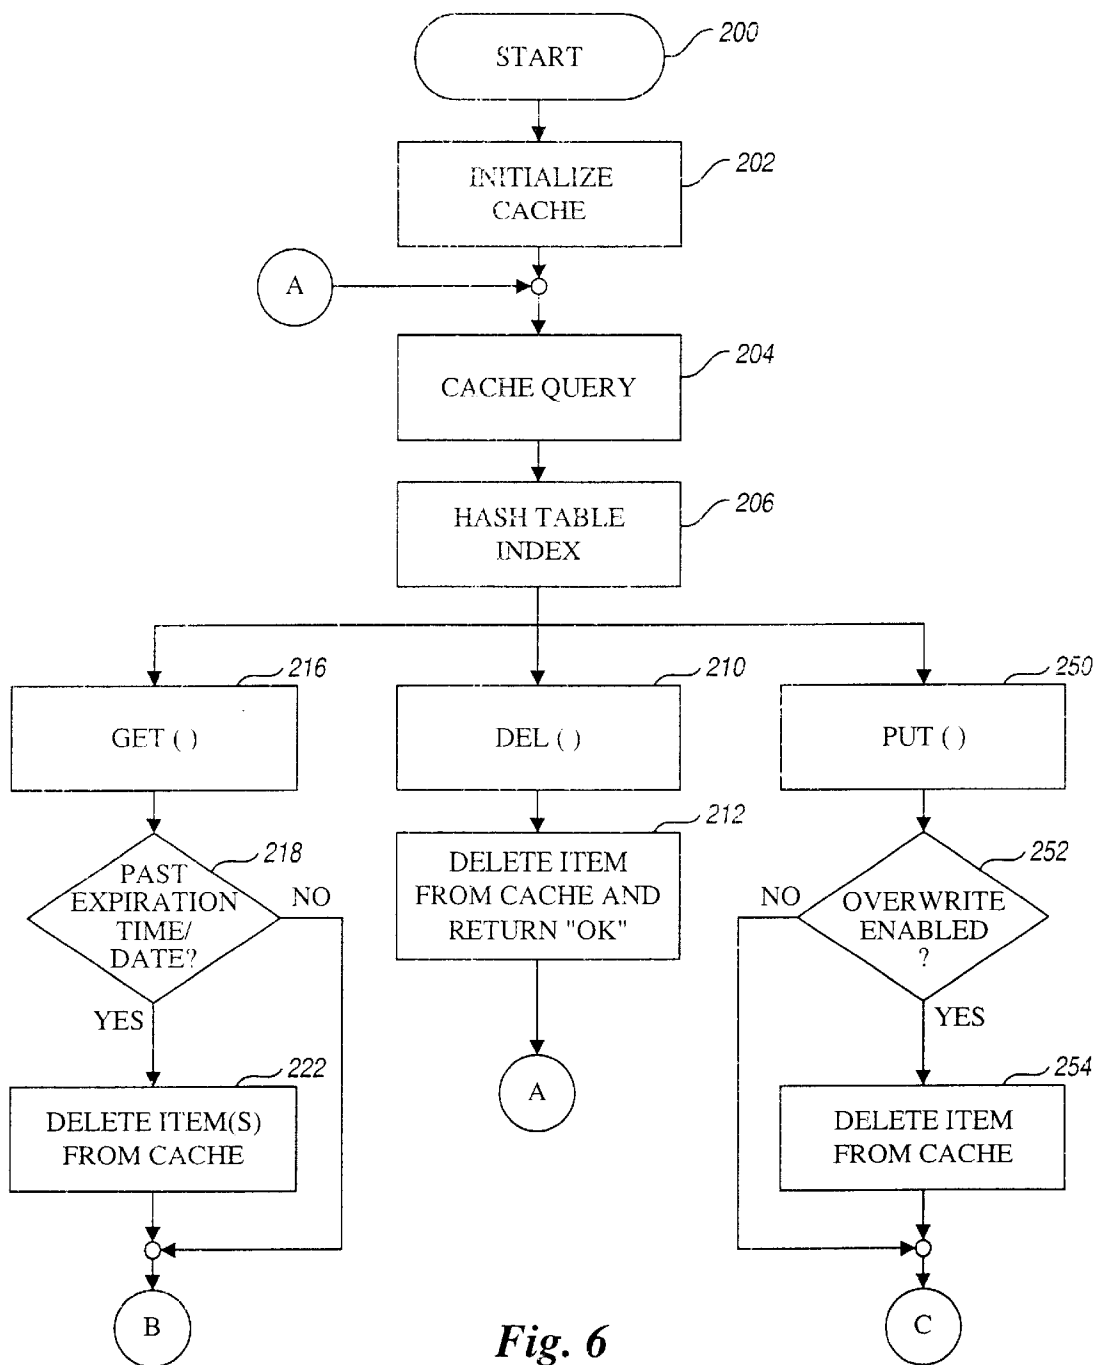 START
200
INITIALIZE
CACHE
202
A
CACHE QUERY
204
HASH TABLE
INDEX
206
GET ( )
216
DEL ( )
210
PUT ( )
250
PAST
EXPIRATION
TIME/
DATE?
218
NO
YES
DELETE ITEM
FROM CACHE AND
RETURN "OK"
212
OVERWRITE
ENABLED
?
252
NO
YES
DELETE ITEM(S)
FROM CACHE
222
A
DELETE ITEM
FROM CACHE
254
B
C
Fig. 6